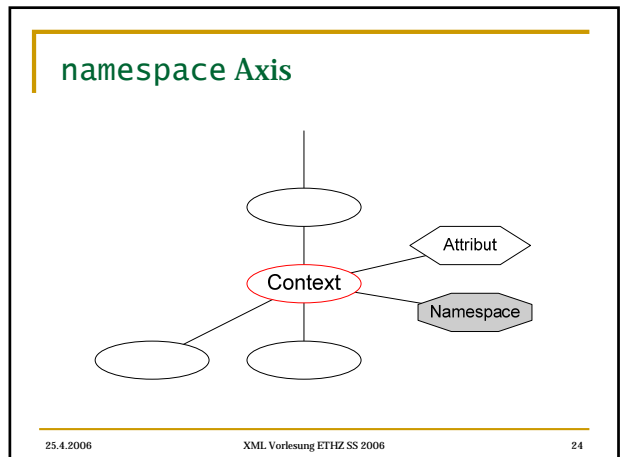 namespace Axis
Attribut
Context
Namespace
25.4.2006 XML Vorlesung ETHZ SS 2006 24